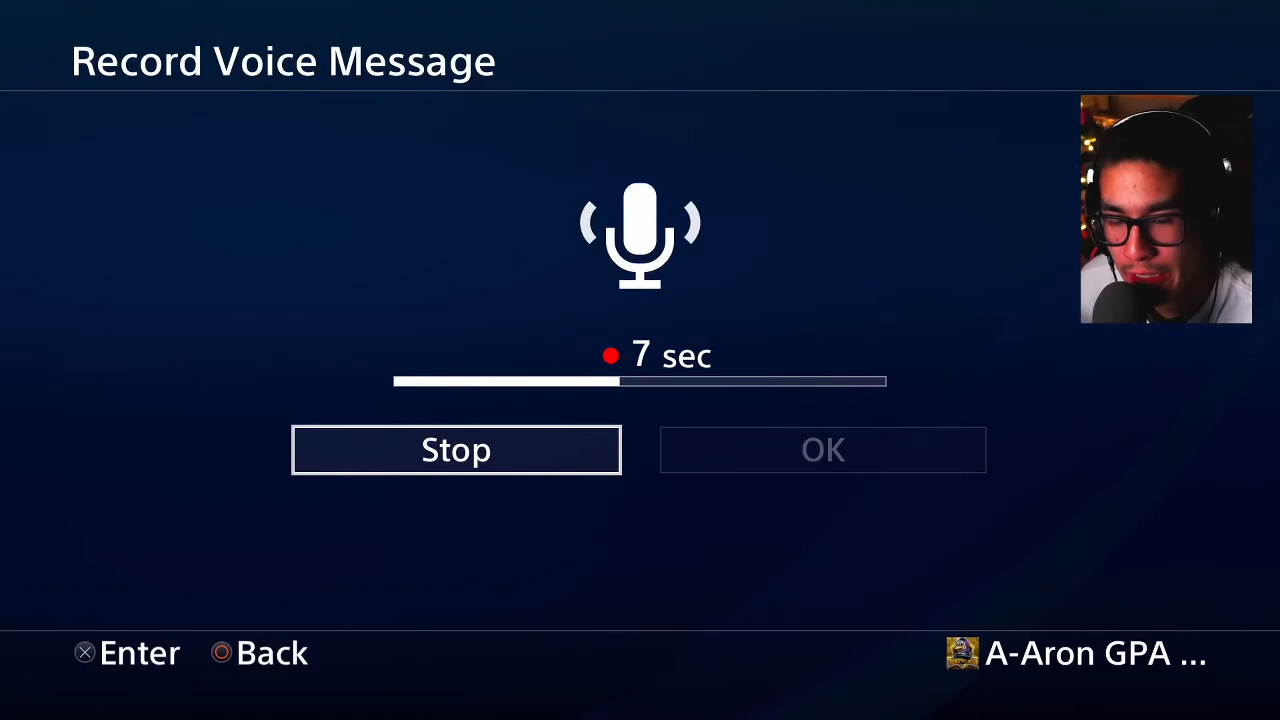 Record Voice Message
7 sec
Stop
OK
Enter
Back
A-Aron GPA ...